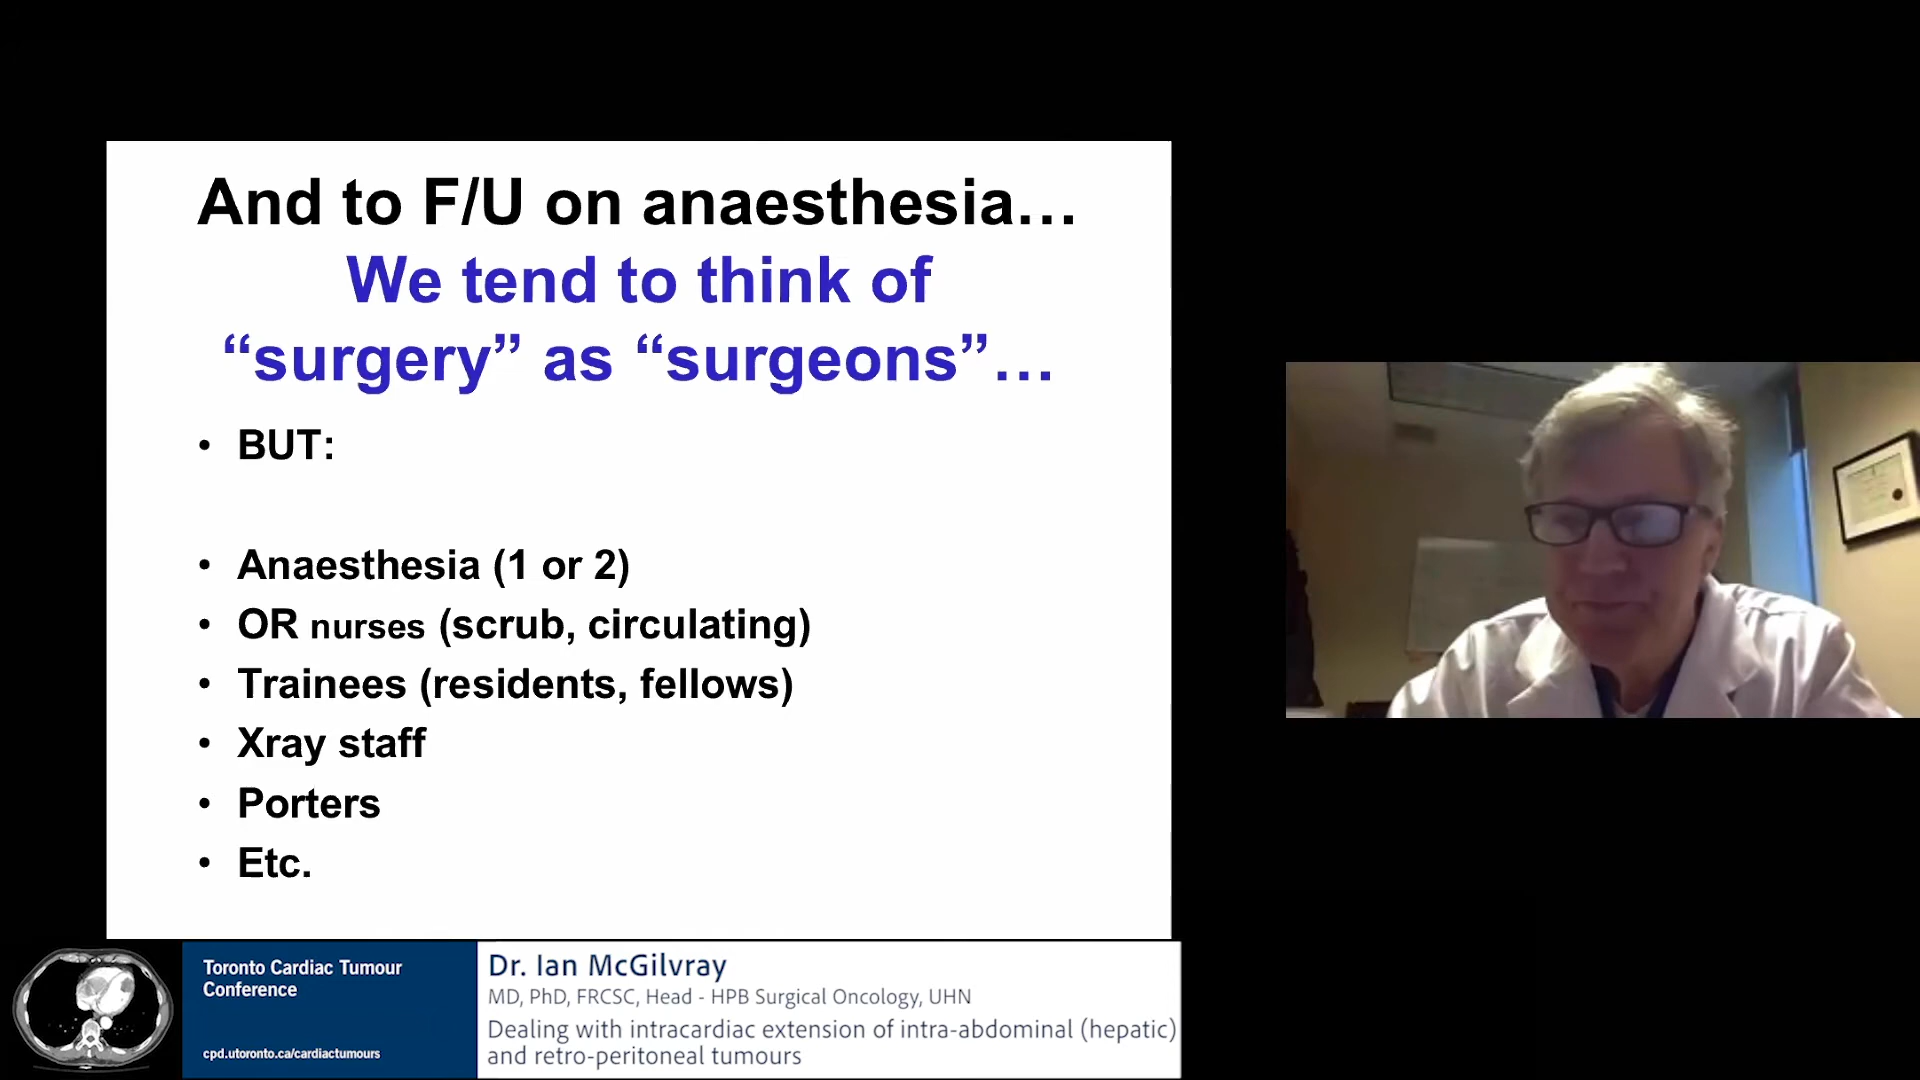 And to F/U on anaesthesia…
We tend to think of
“surgery” as “surgeons”…
• BUT:
• Anaesthesia (1 or 2)
• OR nurses (scrub, circulating)
• Trainees (residents, fellows)
• Xray staff
• Porters
• Etc.
Toronto Cardiac Tumour
Conference
cpd.utoronto.ca/cardiactumours
Dr. Ian McGilvray
MD, PhD, FRCSC, Head - HPB Surgical Oncology, UHN
Dealing with intracardiac extension of intra-abdominal (hepatic)
and retro-peritoneal tumours